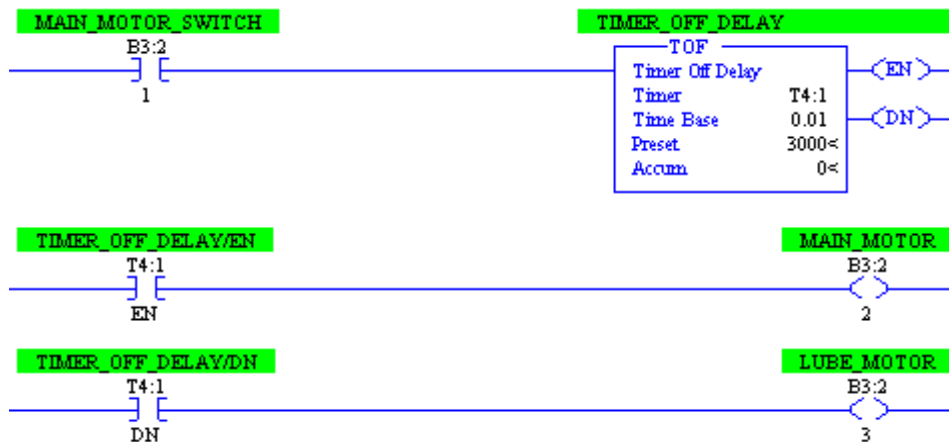 MAIN_MOTOR_SWITCH
TIMER_OFF_DELAY
B3:2
1
TOF
Timer Off Delay
Timer T4:1
Time Base 0.01
Preset 3000<
Accum 0<
EN
DN
TIMER_OFF_DELAY/EN
MAIN_MOTOR
T4:1
B3:2
EN
2
TIMER_OFF_DELAY/DN
LUBE_MOTOR
T4:1
B3:2
DN
3